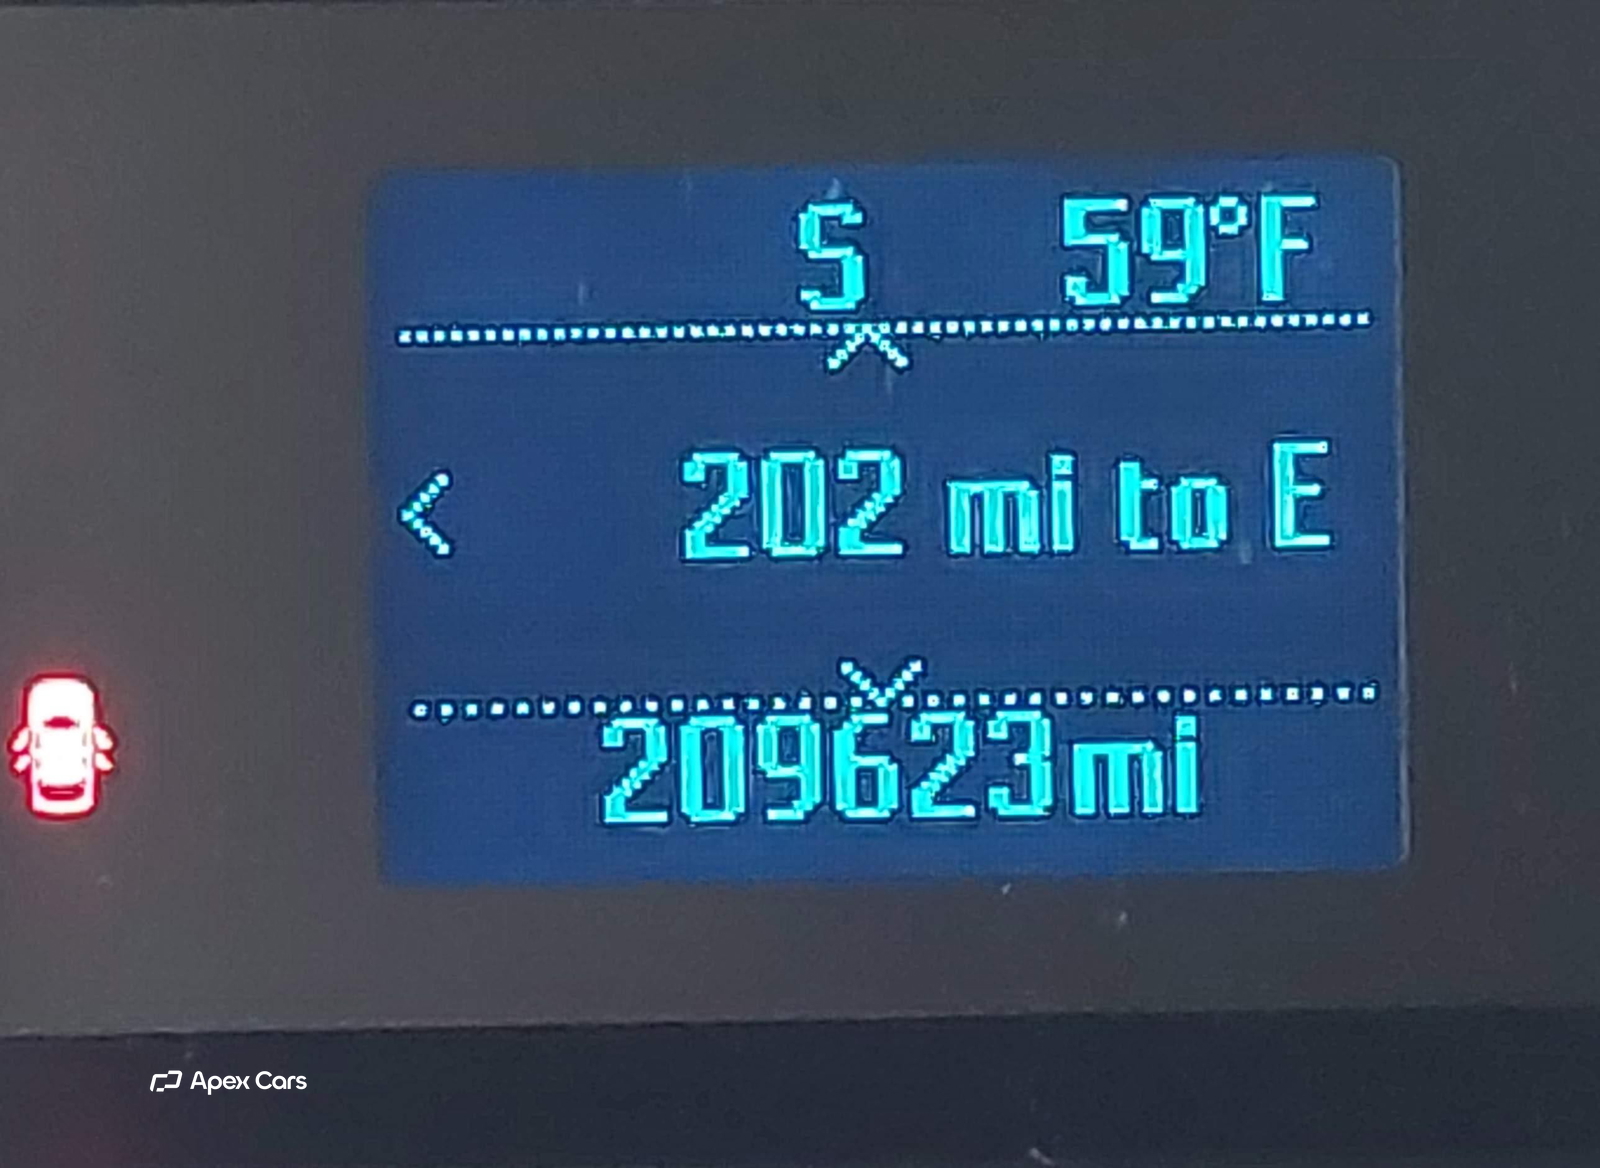 S 59°F
202 mi to E
209623mi
Apex Cars